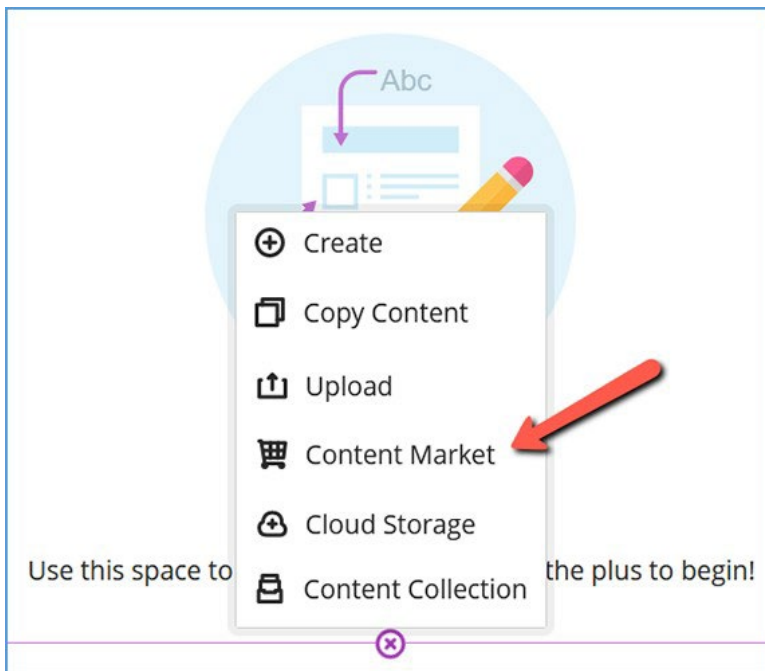 Abc
Create
Copy Content
Upload
Content Market
Cloud Storage
Use this space to the plus to begin!
Content Collection